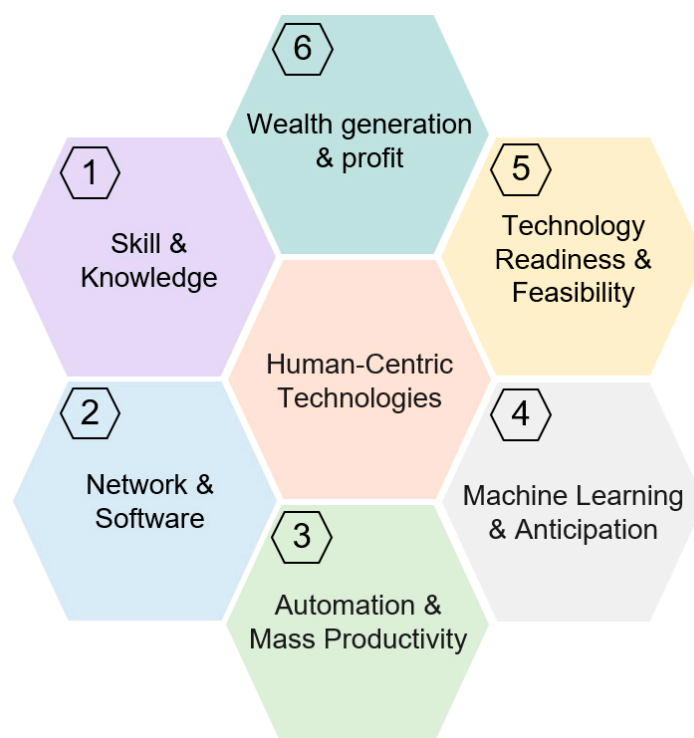 6
Wealth generation
& profit
1
Skill &
Knowledge
5
Technology
Readiness &
Feasibility
Human-Centric
Technologies
2
Network &
Software
4
Machine Learning
& Anticipation
3
Automation &
Mass Productivity